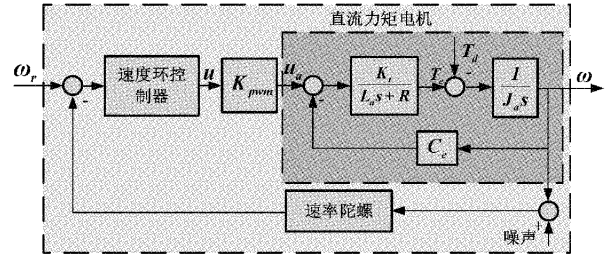 直流力矩电机
ω_r
速度环控制器
u
K_pwm
u_a
K_t
L_a s + R
T
T_d
1
J_a s
ω
C_e
速率陀螺
噪声
+
-
-
-